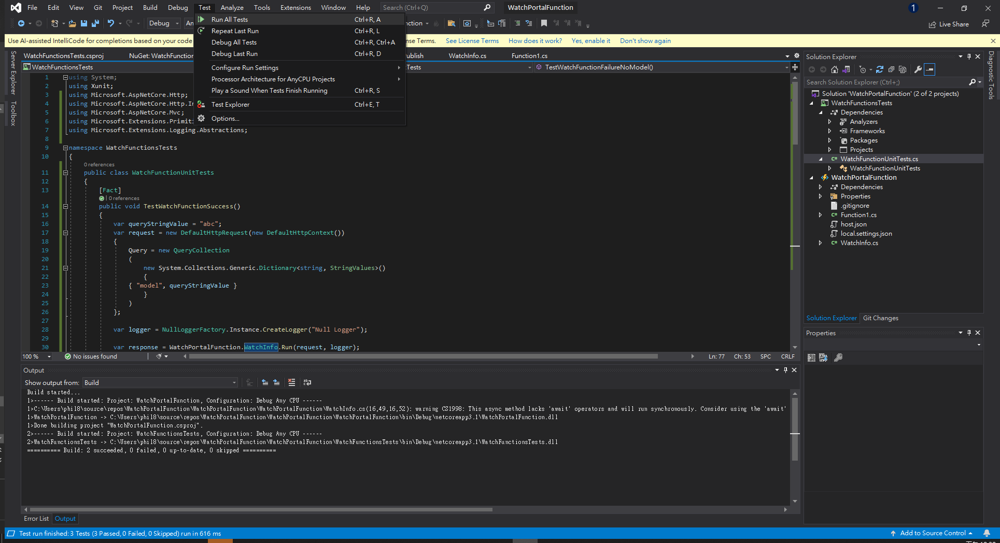 File Edit View Git Project Build Debug Test Analyze Tools Extensions Window Help Search (Ctrl+Q) WatchPortalFunction 1
Debug An nction Live Share
Run All Tests Ctrl+R, A
Repeat Last Run Ctrl+R, L
Debug All Tests Ctrl+R, Ctrl+A
Debug Last Run Ctrl+R, D
Configure Run Settings
Processor Architecture for AnyCPU Projects
Play a Sound When Tests Finish Running Ctrl+R, S
Test Explorer Ctrl+E, T
Options...
Use AI-assisted IntelliCode for completions based on your code nse Terms. See License Terms How does it work? Yes, enable it Don't show again
Server Explorer
Toolbox
WatchFunctionsTests.csproj NuGet: WatchFunction ublish WatchInfo.cs Function1.cs
WatchFunctionsTests Tests TestWatchFunctionFailureNoModel()
1 using System;
2 using Xunit;
3 using Microsoft.AspNetCore.Http;
4 using Microsoft.AspNetCore.Http.In
5 using Microsoft.AspNetCore.Mvc;
6 using Microsoft.Extensions.Primiti
7 using Microsoft.Extensions.Logging.Abstractions;
8
9 namespace WatchFunctionsTests
10 {
0 references
11 public class WatchFunctionUnitTests
12 {
13 [Fact]
0 references
14 public void TestWatchFunctionSuccess()
15 {
16 var queryStringValue = "abc";
17 var request = new DefaultHttpRequest(new DefaultHttpContext())
18 {
19 Query = new QueryCollection
20 (
21 new System.Collections.Generic.Dictionary<string, StringValues>()
22 {
23 { "model", queryStringValue }
24 }
25 )
26 };
27
28 var logger = NullLoggerFactory.Instance.CreateLogger("Null Logger");
29
30 var response = WatchPortalFunction.WatchInfo.Run(request, logger);
100 % No issues found Ln: 77 Ch: 53 SPC CRLF
Output
Show output from: Build
Build started...
1>------ Build started: Project: WatchPortalFunction, Configuration: Debug Any CPU ------
1>C:\Users\phil8\source\repos\WatchPortalFunction\WatchPortalFunction\WatchPortalFunction\WatchInfo.cs(16,49,16,52): warning CS1998: This async method lacks 'await' operators and will run synchronously. Consider using the 'await'
1>WatchPortalFunction -> C:\Users\phil8\source\repos\WatchPortalFunction\WatchPortalFunction\WatchPortalFunction\bin\Debug\netcoreapp3.1\WatchPortalFunction.dll
1>Done building project "WatchPortalFunction.csproj".
2>------ Build started: Project: WatchFunctionsTests, Configuration: Debug Any CPU ------
2>WatchFunctionsTests -> C:\Users\phil8\source\repos\WatchPortalFunction\WatchPortalFunction\WatchFunctionsTests\bin\Debug\netcoreapp3.1\WatchFunctionsTests.dll
========== Build: 2 succeeded, 0 failed, 0 up-to-date, 0 skipped ==========
Error List Output
Solution Explorer
Search Solution Explorer (Ctrl+;)
Solution 'WatchPortalFunction' (2 of 2 projects)
WatchFunctionsTests
Dependencies
Analyzers
Frameworks
Packages
Projects
C# WatchFunctionUnitTests.cs
WatchFunctionUnitTests
WatchPortalFunction
Dependencies
Properties
.gitignore
C# Function1.cs
host.json
local.settings.json
C# WatchInfo.cs
Solution Explorer Git Changes
Properties
Diagnostic Tools
Test run finished: 3 Tests (3 Passed, 0 Failed, 0 Skipped) run in 616 ms Add to Source Control